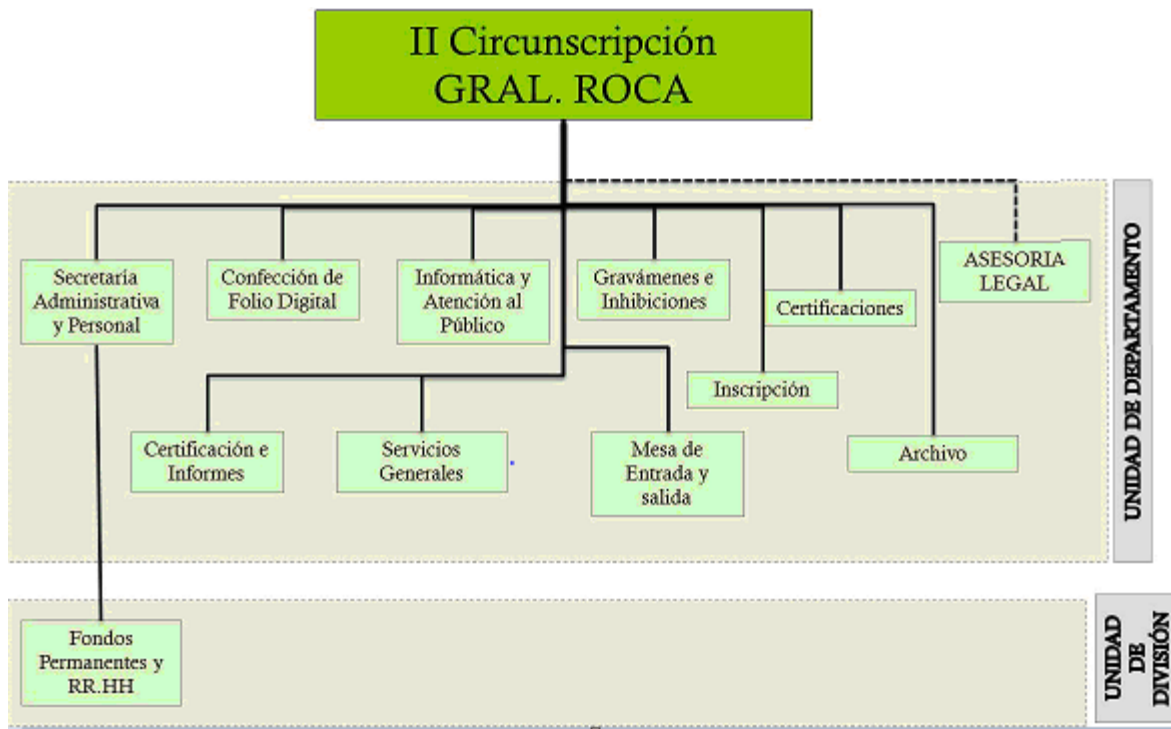 II Circunscripción
GRAL. ROCA
Secretaría
Administrativa
y Personal
Confección de
Folio Digital
Informática y
Atención al
Público
Gravámenes e
Inhibiciones
Certificaciones
ASESORIA
LEGAL
Inscripción
Certificación e
Informes
Servicios
Generales
Mesa de
Entrada y
salida
Archivo
UNIDAD DE DEPARTAMENTO
Fondos
Permanentes y
RR.HH
UNIDAD
DE
DIVISIÓN